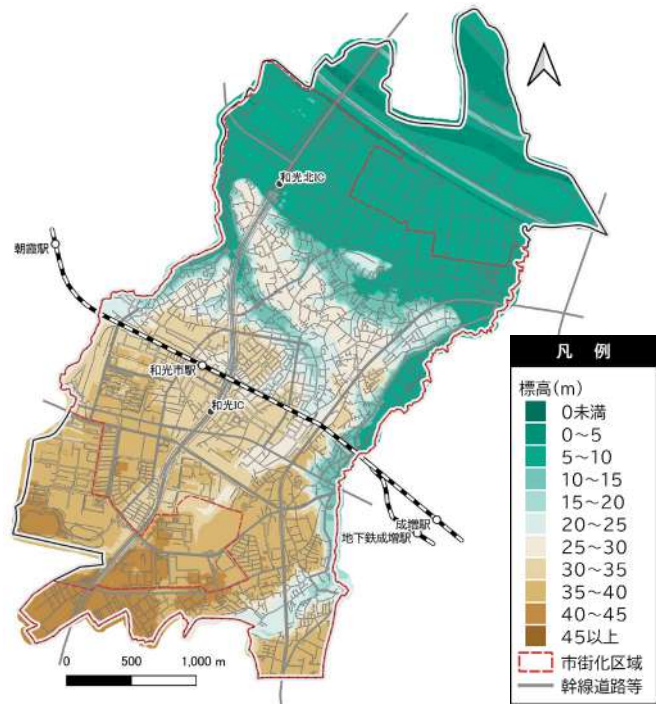 和光北IC
朝霞駅
和光市駅
和光IC
成増駅
地下鉄成増駅
0 500 1,000 m
凡 例
標高(m)
0未満
0~5
5~10
10~15
15~20
20~25
25~30
30~35
35~40
40~45
45以上
市街化区域
幹線道路等